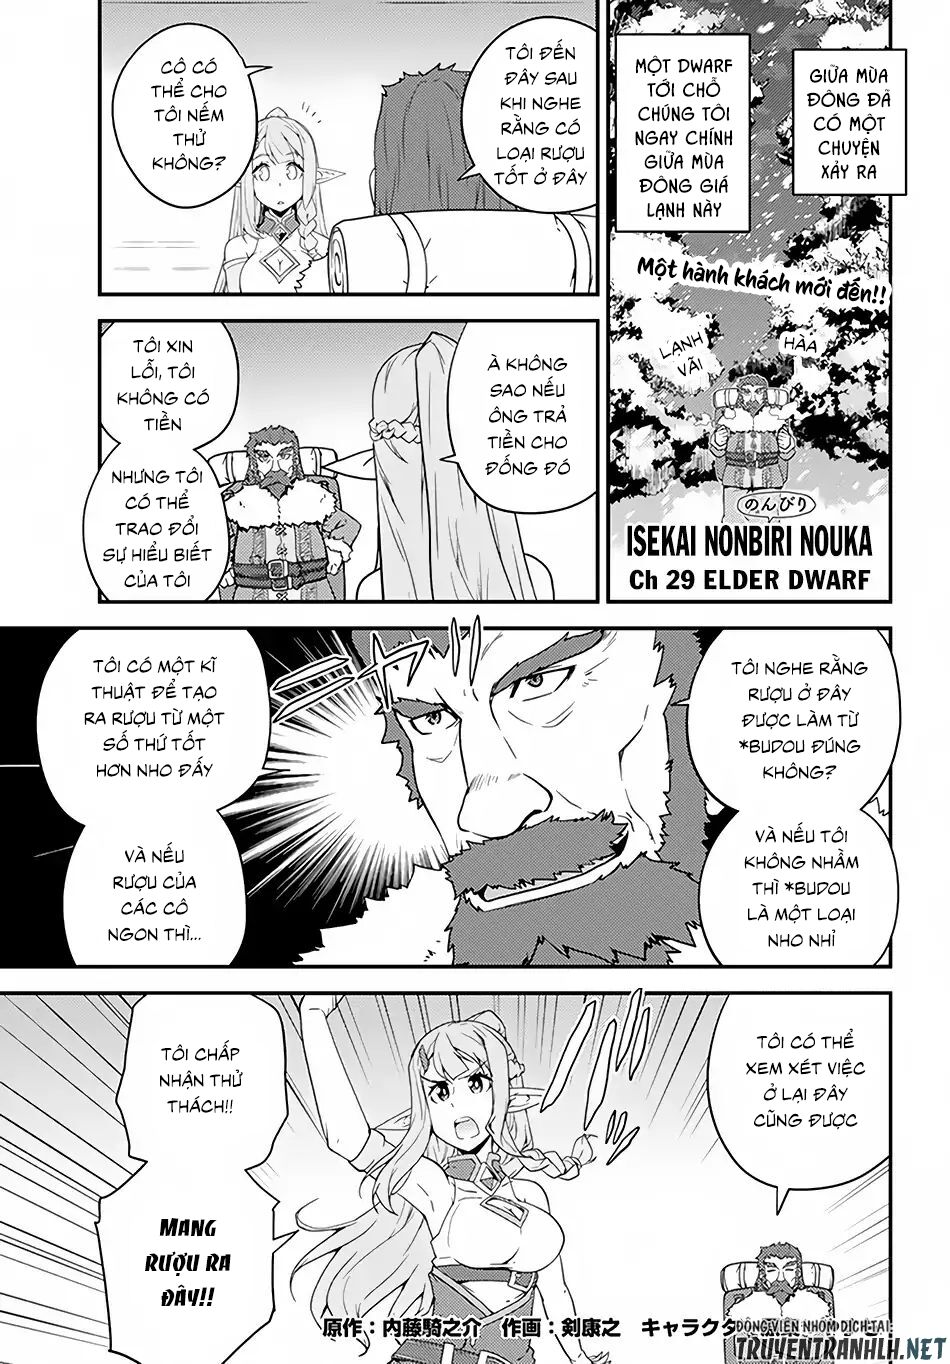 GIỮA MÙA
ĐÔNG ĐÃ
CÓ MỘT
CHUYỆN
XẢY RA
MỘT DWARF
TỚI CHỖ
CHÚNG TÔI
NGAY CHÍNH
GIỮA MÙA
ĐÔNG GIÁ
LẠNH NÀY
Một hành khách mới đến!!
HÀA
LẠNH
VÃI
のんびり
ISEKAI NONBIRI NOUKA
Ch 29 ELDER DWARF
TÔI ĐẾN
ĐÂY SAU
KHI NGHE
RẰNG CÓ
LOẠI RƯỢU
TỐT Ở ĐÂY
CÔ CÓ
THỂ CHO
TÔI NẾM
THỬ
KHÔNG?
À KHÔNG
SAO NẾU
ÔNG TRẢ
TIỀN CHO
ĐỐNG ĐÓ
TÔI XIN
LỖI, TÔI
KHÔNG CÓ
TIỀN
NHƯNG TÔI
CÓ THỂ
TRAO ĐỔI
SỰ HIỂU BIẾT
CỦA TÔI
TÔI NGHE RẰNG
RƯỢU Ở ĐÂY
ĐƯỢC LÀM TỪ
*BUDOU ĐÚNG
KHÔNG?
VÀ NẾU TÔI
KHÔNG NHẦM
THÌ *BUDOU
LÀ MỘT LOẠI
NHO NHỈ
TÔI CÓ MỘT KĨ
THUẬT ĐỂ TẠO
RA RƯỢU TỪ MỘT
SỐ THỨ TỐT
HƠN NHO ĐẤY
VÀ NẾU
RƯỢU CỦA
CÁC CÔ
NGON THÌ...
TÔI CÓ THỂ
XEM XÉT VIỆC
Ở LẠI ĐÂY
CŨNG ĐƯỢC
TÔI CHẤP
NHẬN THỬ
THÁCH!!
MANG
RƯỢU RA
ĐÂY!!
原作：内藤騎之介　作画：剣康之　キャラクタ
ĐỘNG VIÊN NHÓM DỊCH TẠI
TRUYENTRANHLH.NET